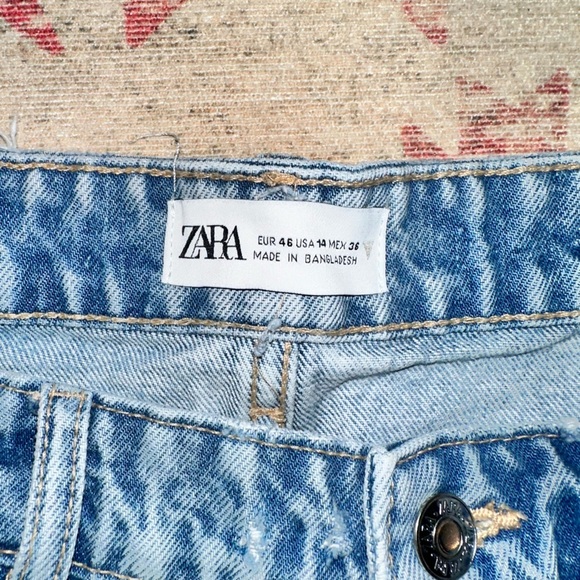 ZARA
EUR 46 USA 14 MEX 36
MADE IN BANGLADESH